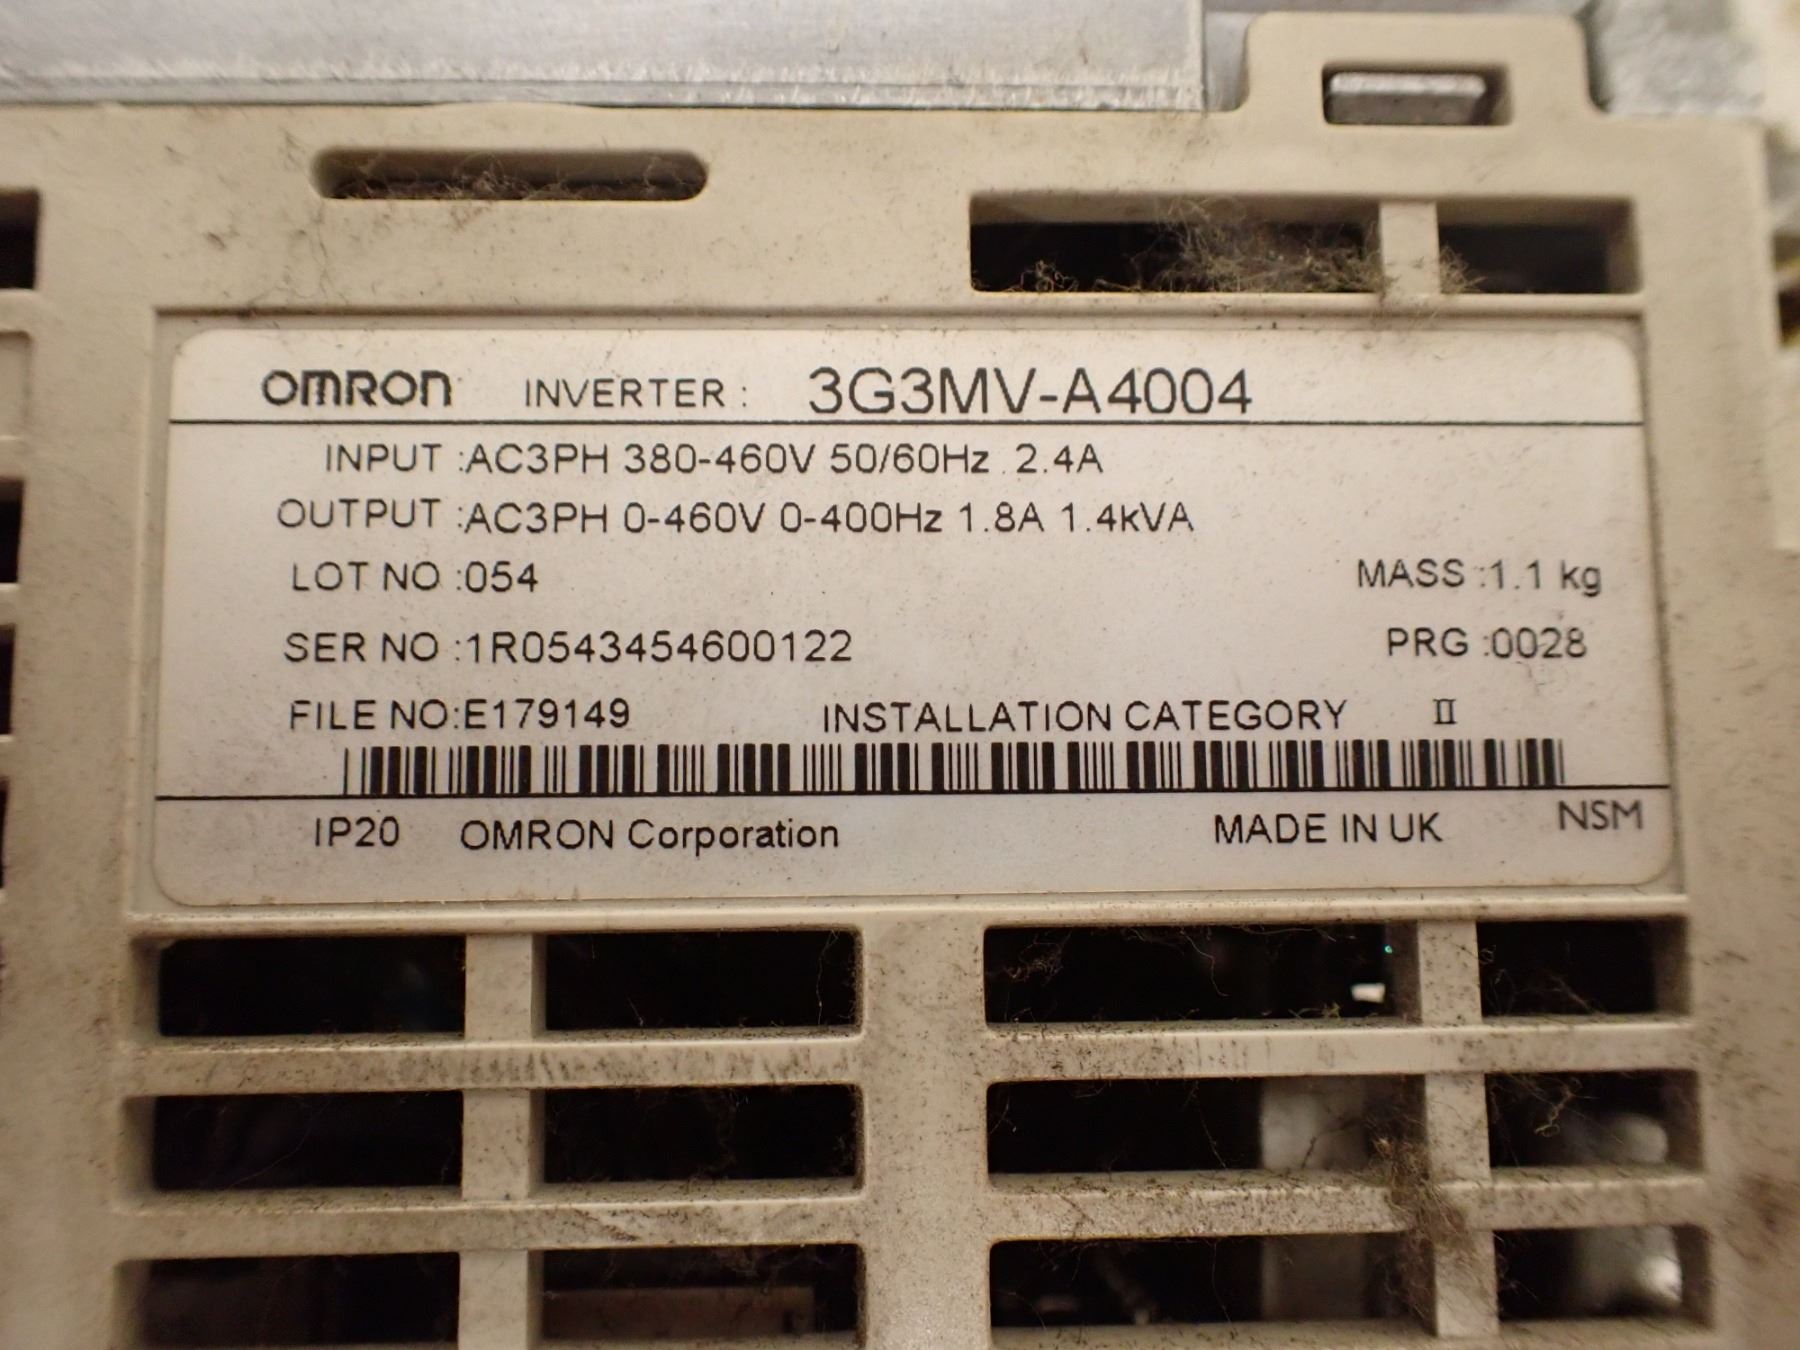 OMRON INVERTER : 3G3MV-A4004
INPUT :AC3PH 380-460V 50/60Hz 2.4A
OUTPUT :AC3PH 0-460V 0-400Hz 1.8A 1.4kVA
LOT NO :054 MASS :1.1 kg
SER NO :1R0543454600122 PRG :0028
FILE NO:E179149 INSTALLATION CATEGORY II
IP20 OMRON Corporation MADE IN UK NSM